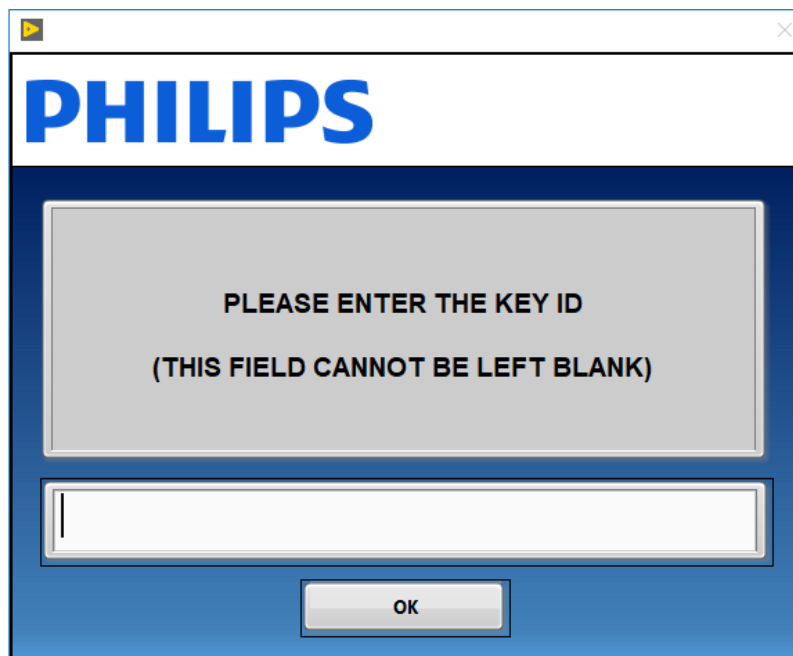 PHILIPS
PLEASE ENTER THE KEY ID
(THIS FIELD CANNOT BE LEFT BLANK)
OK